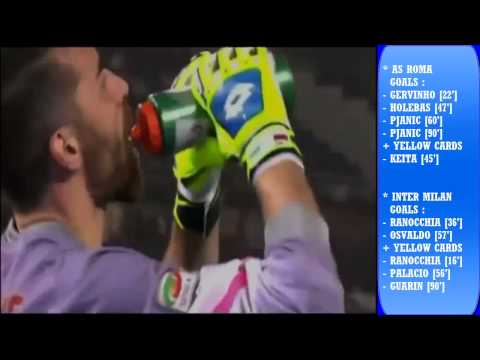 * AS ROMA
GOALS :
- GERVINHO [22']
- HOLEBAS [47']
- PJANIC [60']
- PJANIC [90']
+ YELLOW CARDS
- KEITA [45']
* INTER MILAN
GOALS :
- RANOCCHIA [36']
- OSVALDO [57']
+ YELLOW CARDS
- RANOCCHIA [16']
- PALACIO [56']
- GUARIN [90']